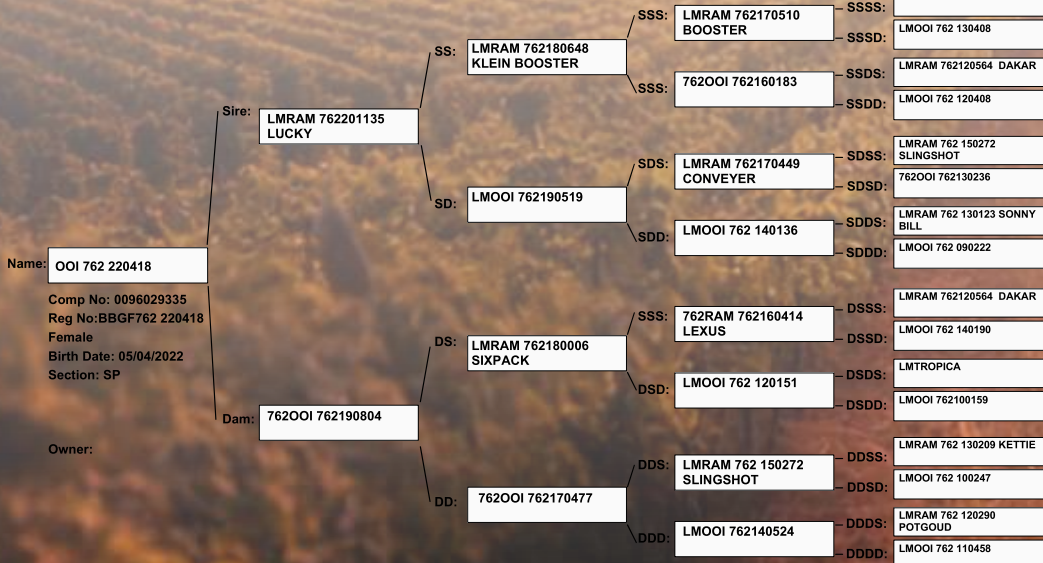 SSSS:
SSS:
LMRAM 762170510
BOOSTER
SSSD:
LMOOI 762 130408
SS:
LMRAM 762180648
KLEIN BOOSTER
SSDS:
LMRAM 762120564 DAKAR
SSS:
762OOI 762160183
SSDD:
LMOOI 762 120408
Sire:
LMRAM 762201135
LUCKY
SDSS:
LMRAM 762 150272
SLINGSHOT
SDS:
LMRAM 762170449
CONVEYER
SDSD:
762OOI 762130236
SD:
LMOOI 762190519
SDDS:
LMRAM 762 130123 SONNY
BILL
SDD:
LMOOI 762 140136
SDDD:
LMOOI 762 090222
Name:
OOI 762 220418
Comp No: 0096029335
Reg No:BBGF762 220418
Female
Birth Date: 05/04/2022
Section: SP
Owner:
DSSS:
LMRAM 762120564 DAKAR
SSS:
762RAM 762160414
LEXUS
DSSD:
LMOOI 762 140190
DS:
LMRAM 762180006
SIXPACK
DSDS:
LMTROPICA
DSD:
LMOOI 762 120151
DSDD:
LMOOI 762100159
Dam:
762OOI 762190804
DDSS:
LMRAM 762 130209 KETTIE
DDS:
LMRAM 762 150272
SLINGSHOT
DDSD:
LMOOI 762 100247
DD:
762OOI 762170477
DDDS:
LMRAM 762 120290
POTGOUD
DDD:
LMOOI 762140524
DDDD:
LMOOI 762 110458